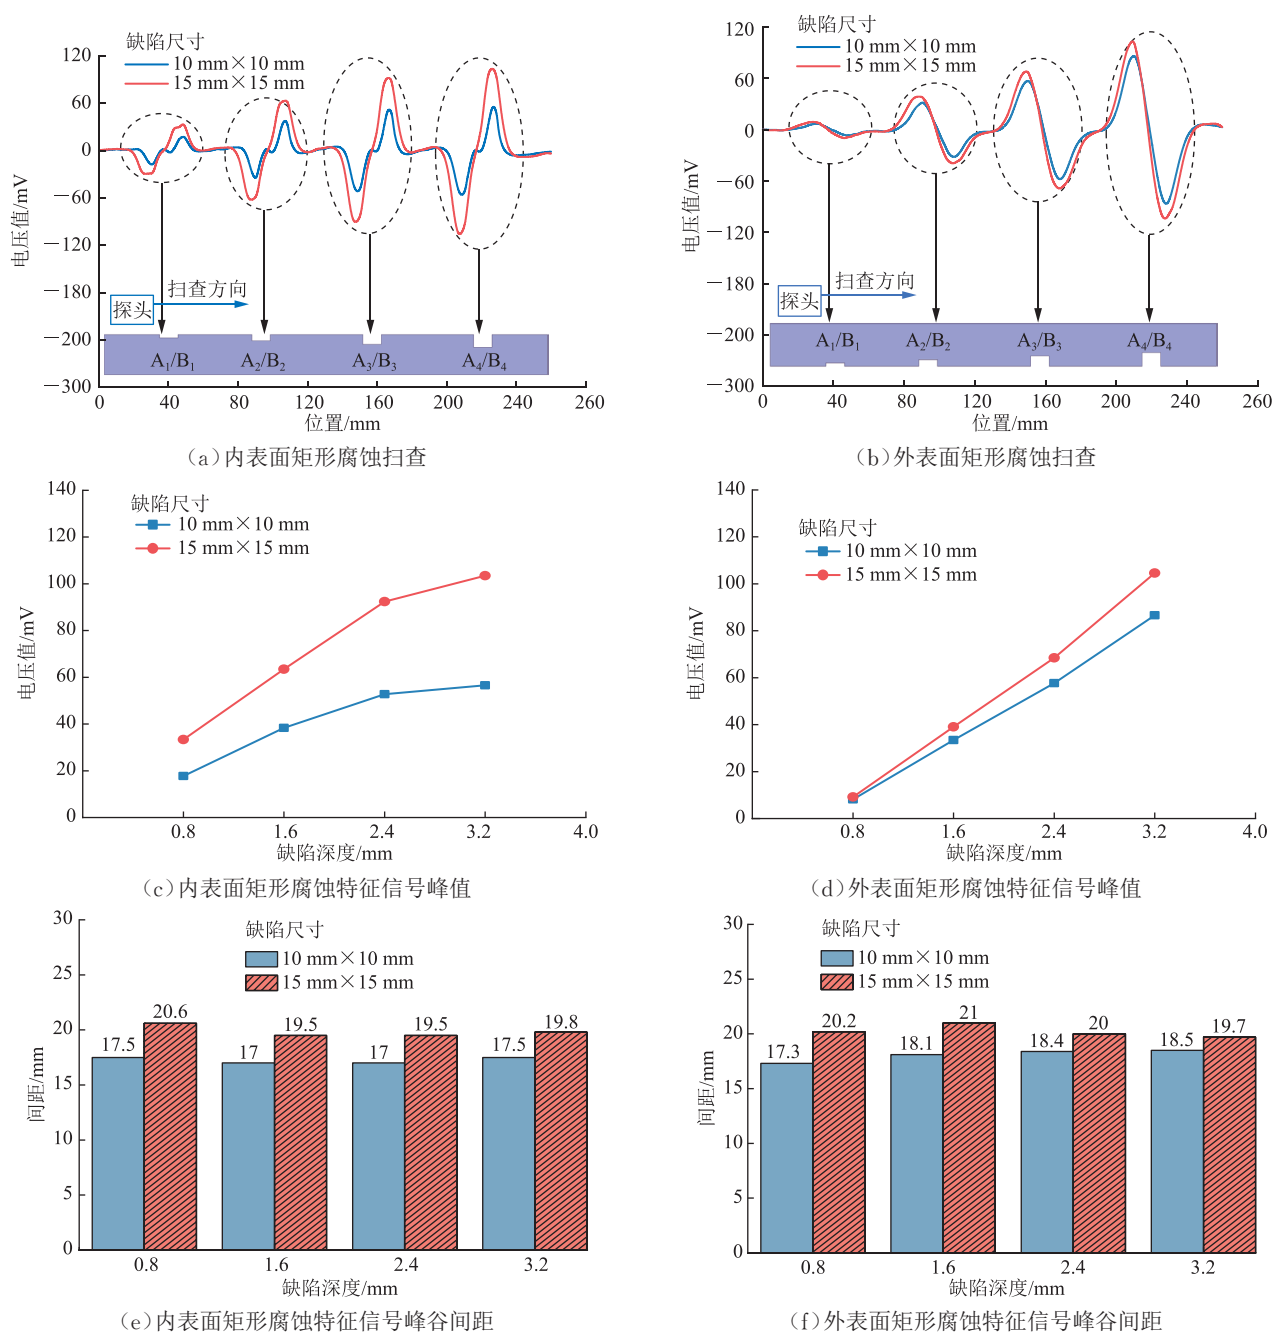 缺陷尺寸
10 mm×10 mm
15 mm×15 mm
120
60
0
−60
−120
−180
−200
−300
电压值/mV
探头
扫查方向
A1/B1
A2/B2
A3/B3
A4/B4
0 40 80 120 160 200 240 260
位置/mm
(a)内表面矩形腐蚀扫查
缺陷尺寸
10 mm×10 mm
15 mm×15 mm
120
60
0
−60
−120
−180
−200
−300
电压值/mV
探头
扫查方向
A1/B1
A2/B2
A3/B3
A4/B4
0 40 80 120 160 200 240 260
位置/mm
(b)外表面矩形腐蚀扫查
缺陷尺寸
10 mm×10 mm
15 mm×15 mm
140
120
100
80
60
40
20
0
电压值/mV
0.8 1.6 2.4 3.2 4.0
缺陷深度/mm
(c)内表面矩形腐蚀特征信号峰值
缺陷尺寸
10 mm×10 mm
15 mm×15 mm
140
120
100
80
60
40
20
0
电压值/mV
0.8 1.6 2.4 3.2 4.0
缺陷深度/mm
(d)外表面矩形腐蚀特征信号峰值
缺陷尺寸
10 mm×10 mm
15 mm×15 mm
30
25
20
15
10
5
0
间距/mm
17.5 20.6 17 19.5 17 19.5 17.5 19.8
0.8 1.6 2.4 3.2
缺陷深度/mm
(e)内表面矩形腐蚀特征信号峰谷间距
缺陷尺寸
10 mm×10 mm
15 mm×15 mm
30
25
20
15
10
5
0
间距/mm
17.3 20.2 18.1 21 18.4 20 18.5 19.7
0.8 1.6 2.4 3.2
缺陷深度/mm
(f)外表面矩形腐蚀特征信号峰谷间距